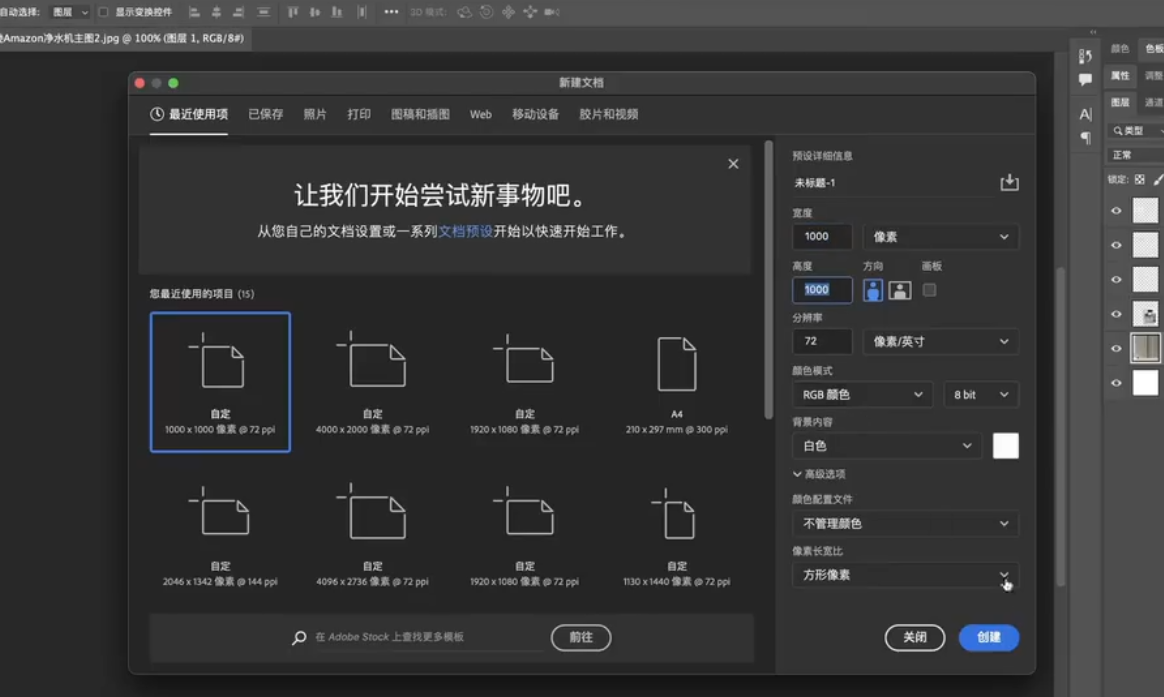 自动选择: 图层 显示变换控件 3D 模式:
Amazon净水机主图2.jpg @ 100% (图层 1, RGB/8#)
新建文档
最近使用项 已保存 照片 打印 图稿和插图 Web 移动设备 胶片和视频
让我们开始尝试新事物吧。
从您自己的文档设置或一系列文档预设开始以快速开始工作。
您最近使用的项目 (15)
自定
1000 x 1000 像素 @ 72 ppi
自定
4000 x 2000 像素 @ 72 ppi
自定
1920 x 1080 像素 @ 72 ppi
A4
210 x 297 mm @ 300 ppi
自定
2046 x 1342 像素 @ 144 ppi
自定
4096 x 2736 像素 @ 72 ppi
自定
1920 x 1080 像素 @ 72 ppi
自定
1130 x 1440 像素 @ 72 ppi
在 Adobe Stock 上查找更多模板
前往
预设详细信息
未标题-1
宽度
1000 像素
高度 方向 画板
1000
分辨率
72 像素/英寸
颜色模式
RGB 颜色 8 bit
背景内容
白色
高级选项
颜色配置文件
不管理颜色
像素长宽比
方形像素
关闭 创建
颜色 色板
属性 调整
图层 通道
类型
正常
锁定: